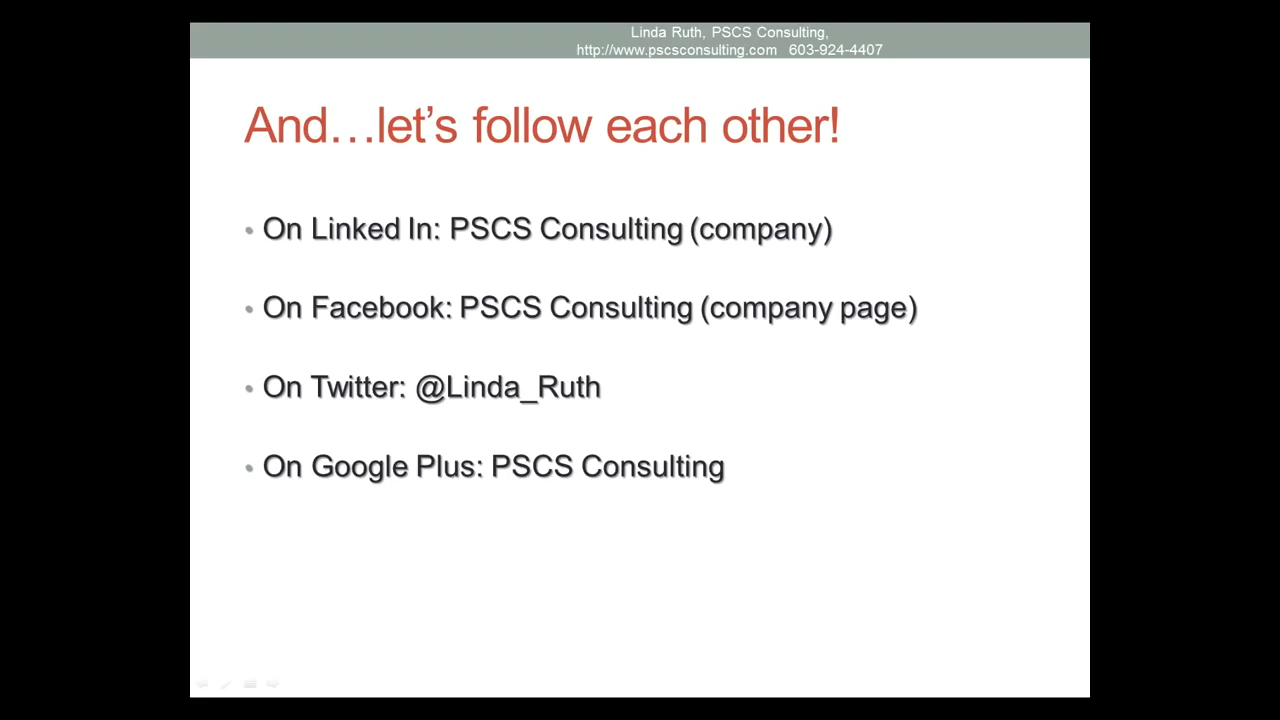 Linda Ruth, PSCS Consulting,
http://www.pscsconsulting.com 603-924-4407
And…let’s follow each other!
• On Linked In: PSCS Consulting (company)
• On Facebook: PSCS Consulting (company page)
• On Twitter: @Linda_Ruth
• On Google Plus: PSCS Consulting